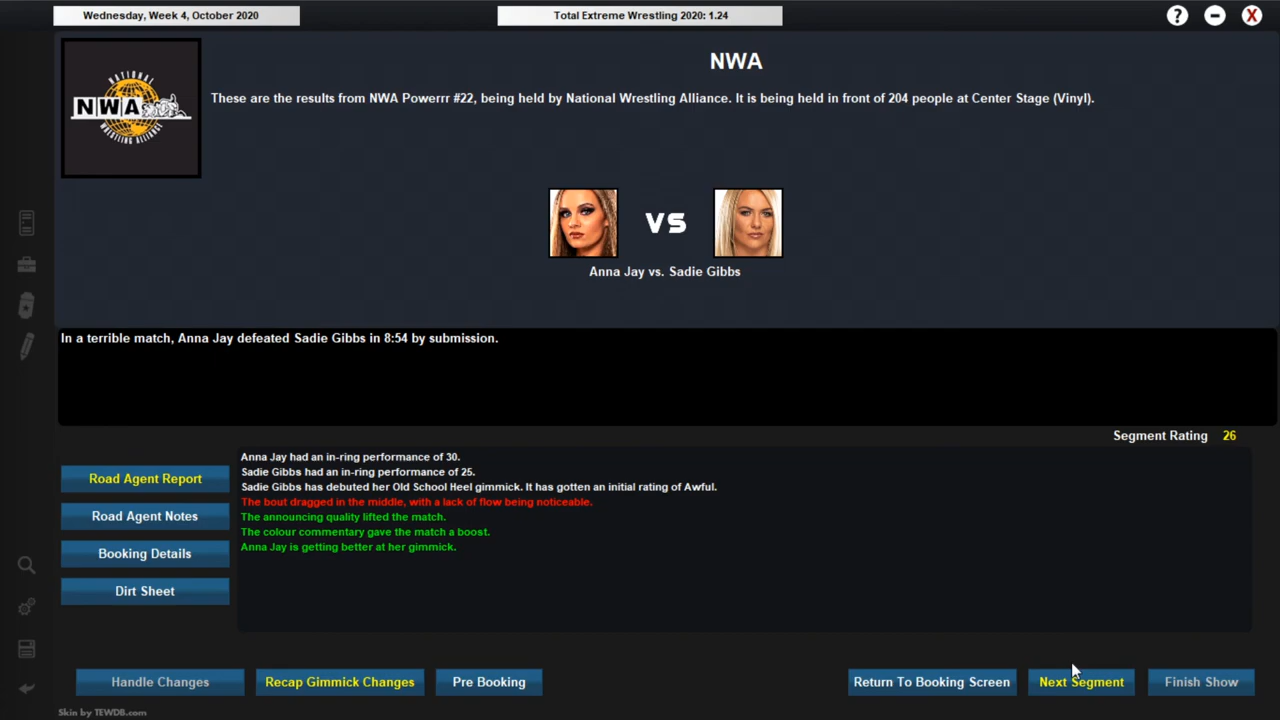 Wednesday, Week 4, October 2020
Total Extreme Wrestling 2020: 1.24
?
X
NATIONAL
NWA
WRESTLING ALLIANCE
NWA
These are the results from NWA Powerrr #22, being held by National Wrestling Alliance. It is being held in front of 204 people at Center Stage (Vinyl).
VS
Anna Jay vs. Sadie Gibbs
In a terrible match, Anna Jay defeated Sadie Gibbs in 8:54 by submission.
Segment Rating 26
Road Agent Report
Road Agent Notes
Booking Details
Dirt Sheet
Anna Jay had an in-ring performance of 30.
Sadie Gibbs had an in-ring performance of 25.
Sadie Gibbs has debuted her Old School Heel gimmick. It has gotten an initial rating of Awful.
The bout dragged in the middle, with a lack of flow being noticeable.
The announcing quality lifted the match.
The colour commentary gave the match a boost.
Anna Jay is getting better at her gimmick.
Handle Changes
Recap Gimmick Changes
Pre Booking
Return To Booking Screen
Next Segment
Finish Show
Skin by TEWDB.com